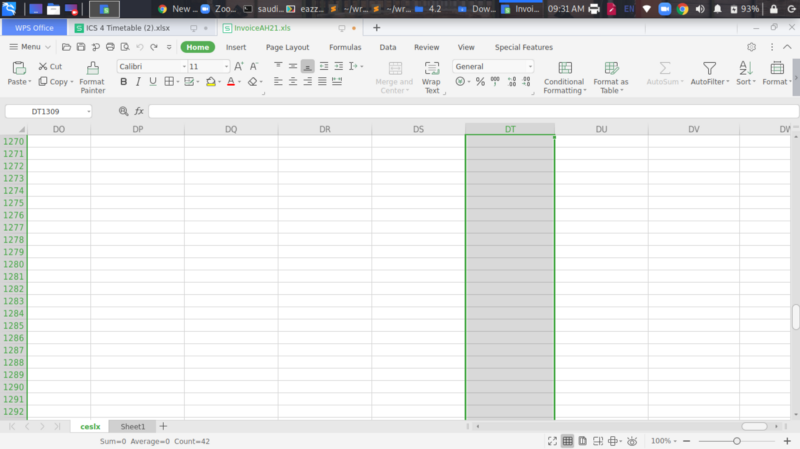 New ... Zoo... saudi... eazz... ~/wr... ~/wr... 4.2 Dow... Invoi... 09:31 AM EN 93%
WPS Office ICS 4 Timetable (2).xlsx InvoiceAH21.xls +
Menu Home Insert Page Layout Formulas Data Review View Special Features
Cut Calibri 11 General
Paste Copy Format Painter B I U Merge and Center Wrap Text Conditional Formatting Format as Table AutoSum AutoFilter Sort Format
DT1309 fx
DO DP DQ DR DS DT DU DV DW
1270
1271
1272
1273
1274
1275
1276
1277
1278
1279
1280
1281
1282
1283
1284
1285
1286
1287
1288
1289
1290
1291
1292
ceslx Sheet1 +
Sum=0 Average=0 Count=42 100% - +